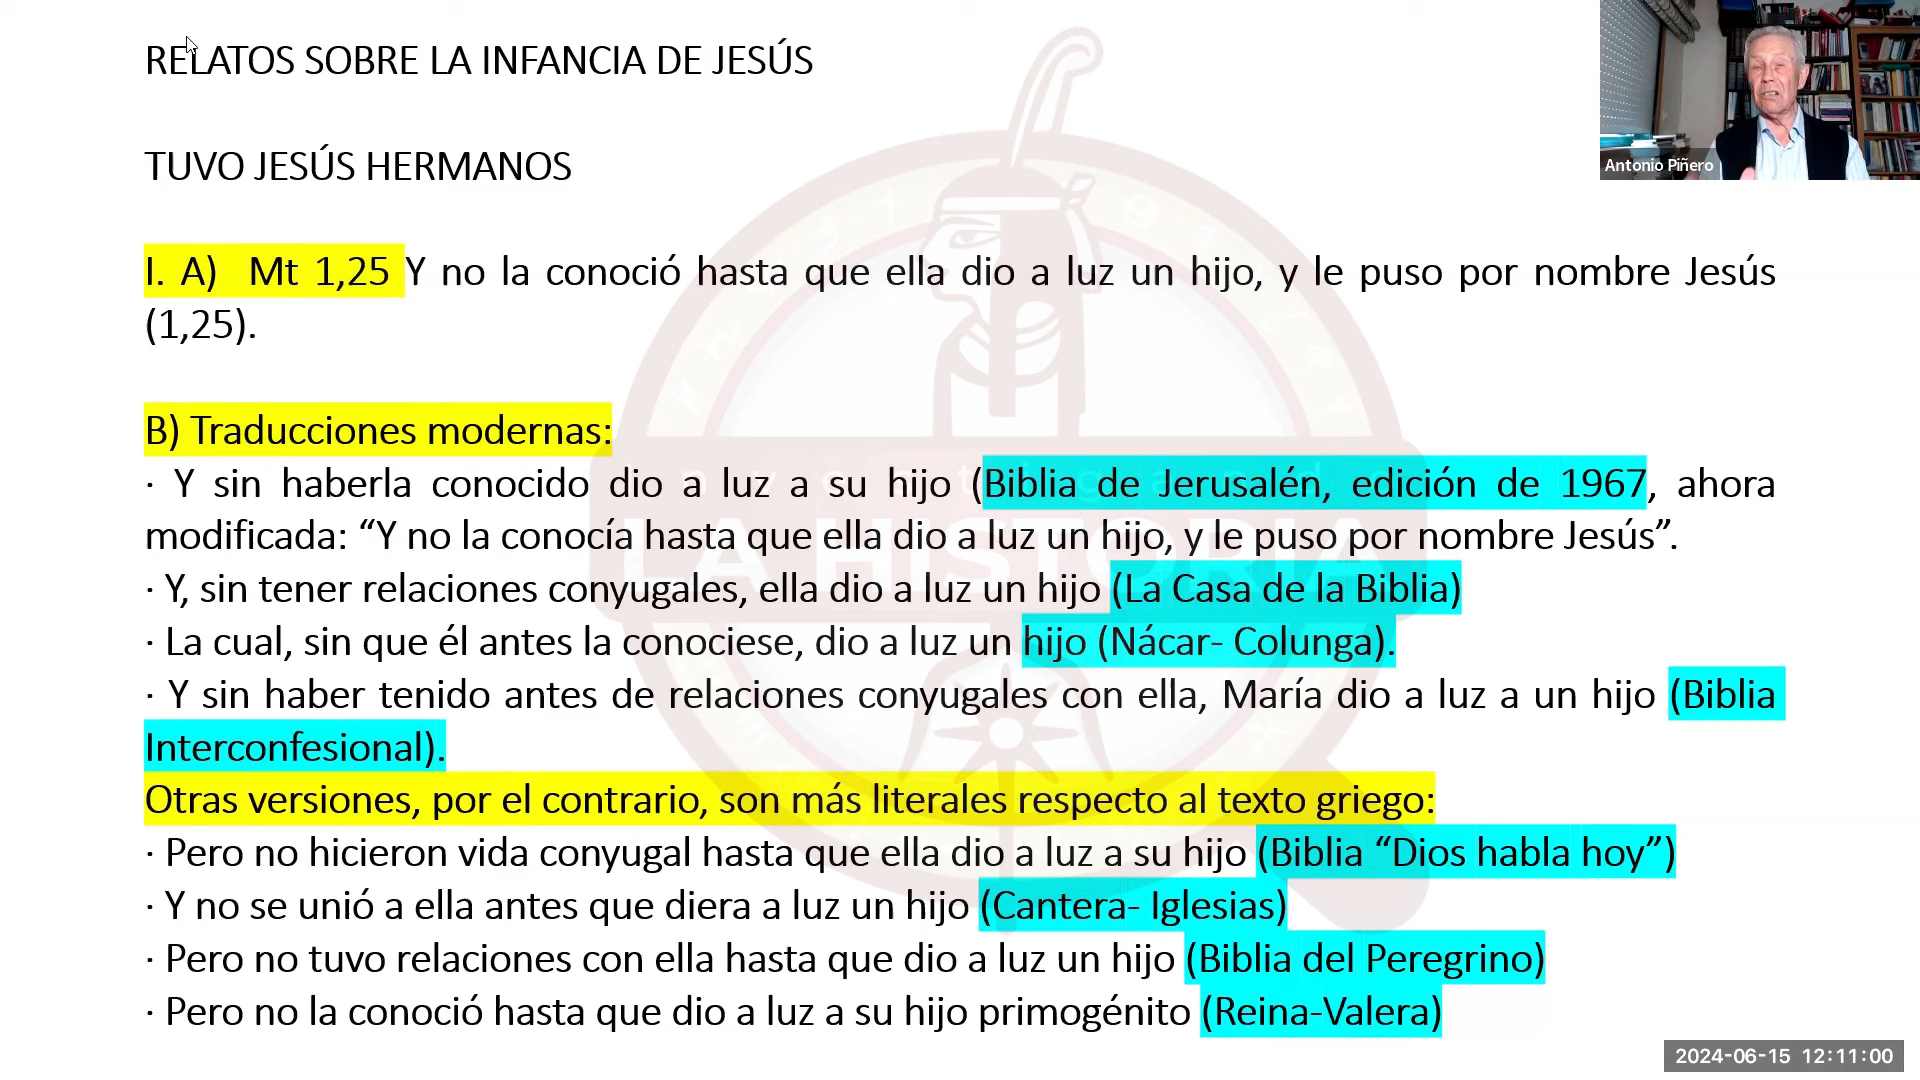 RELATOS SOBRE LA INFANCIA DE JESÚS
Antonio Piñero
TUVO JESÚS HERMANOS
I. A) Mt 1,25 Y no la conoció hasta que ella dio a luz un hijo, y le puso por nombre Jesús
(1,25).
B) Traducciones modernas:
· Y sin haberla conocido dio a luz a su hijo (Biblia de Jerusalén, edición de 1967, ahora
modificada: “Y no la conocía hasta que ella dio a luz un hijo, y le puso por nombre Jesús”.
LA HISTORIA
· Y, sin tener relaciones conyugales, ella dio a luz un hijo (La Casa de la Biblia)
· La cual, sin que él antes la conociese, dio a luz un hijo (Nácar- Colunga).
· Y sin haber tenido antes de relaciones conyugales con ella, María dio a luz a un hijo (Biblia
Interconfesional).
Otras versiones, por el contrario, son más literales respecto al texto griego:
· Pero no hicieron vida conyugal hasta que ella dio a luz a su hijo (Biblia “Dios habla hoy”)
· Y no se unió a ella antes que diera a luz un hijo (Cantera- Iglesias)
· Pero no tuvo relaciones con ella hasta que dio a luz un hijo (Biblia del Peregrino)
· Pero no la conoció hasta que dio a luz a su hijo primogénito (Reina-Valera)
2024-06-15 12:11:00